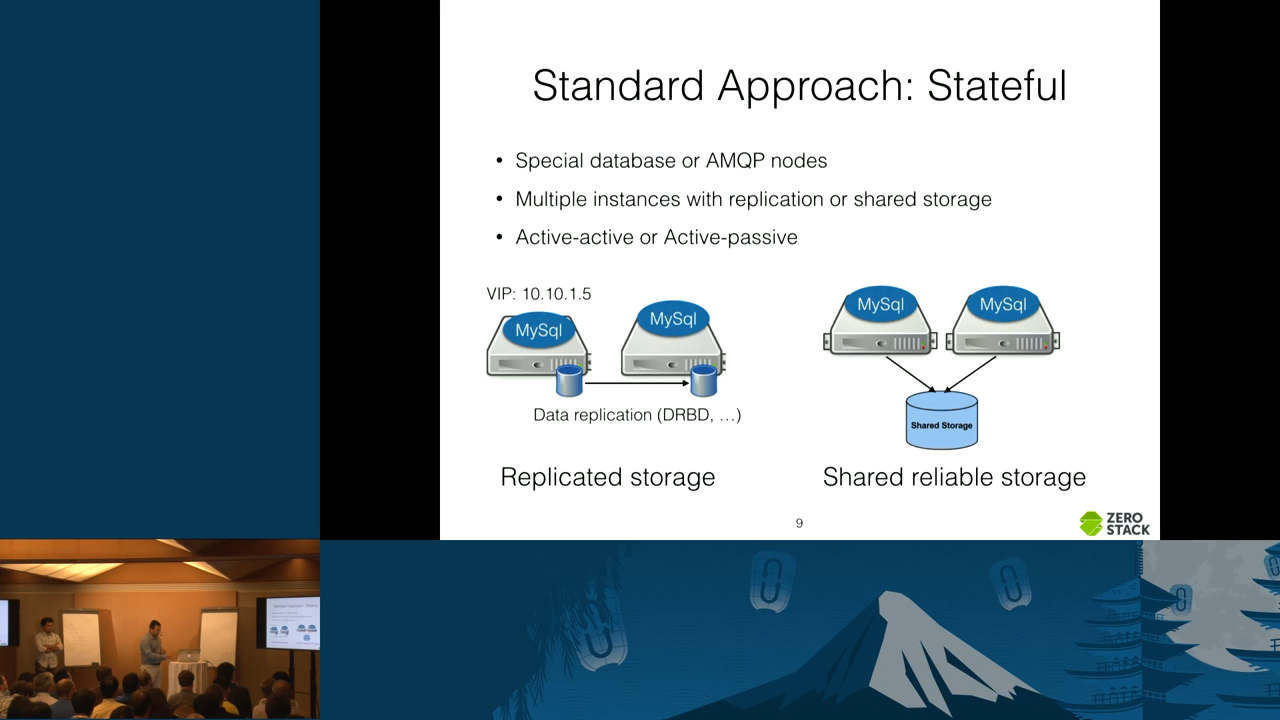 Standard Approach: Stateful
• Special database or AMQP nodes
• Multiple instances with replication or shared storage
• Active-active or Active-passive
VIP: 10.10.1.5
MySql
MySql
Data replication (DRBD, …)
Replicated storage
MySql
MySql
Shared Storage
Shared reliable storage
9
ZERO
STACK